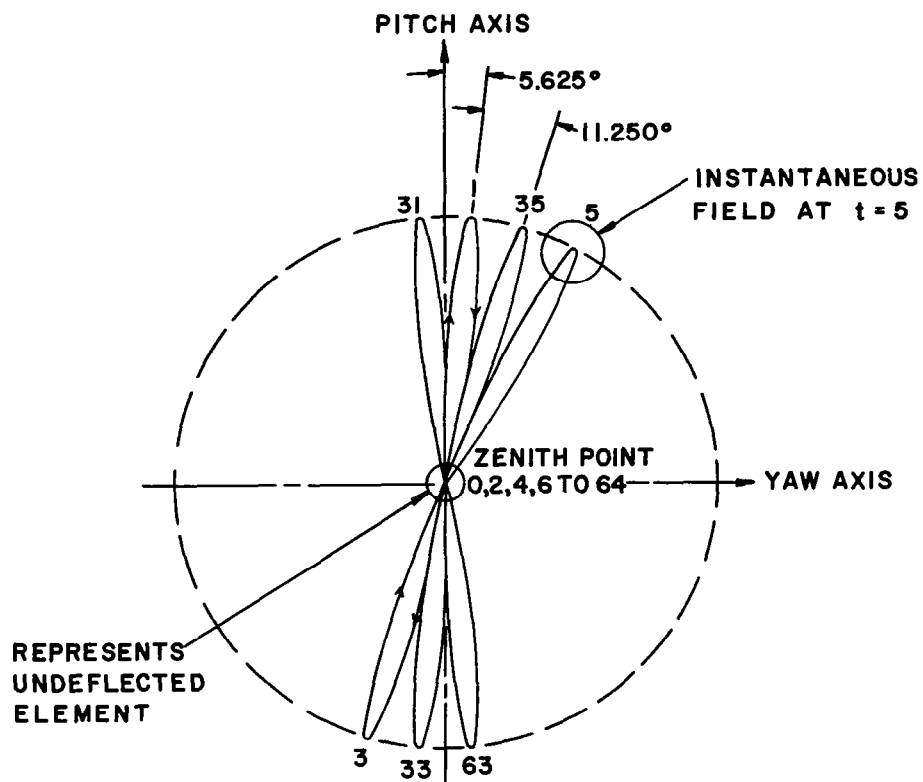 PITCH AXIS
5.625°
11.250°
INSTANTANEOUS
FIELD AT t = 5
31
35
5
ZENITH POINT
0,2,4,6 TO 64
YAW AXIS
REPRESENTS
UNDEFLECTED
ELEMENT
3
33
63